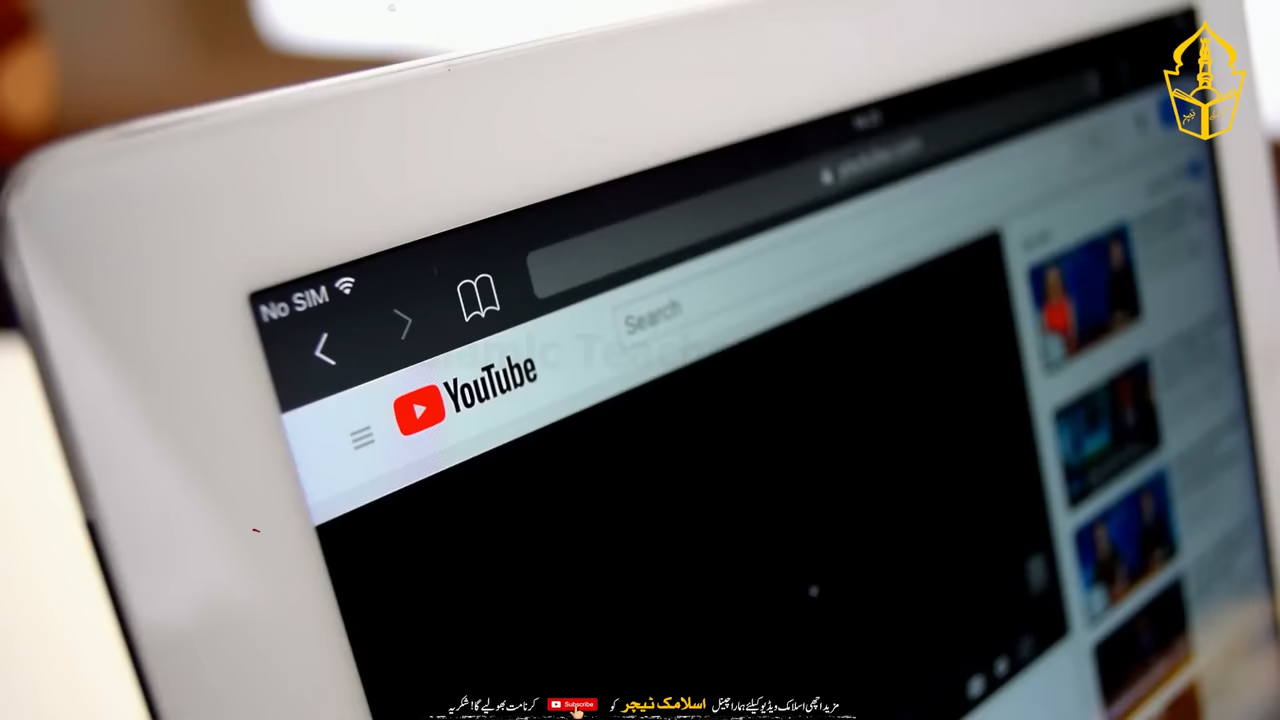 No SIM
Search
YouTube
مزید اچھی اسلامک ویڈیو کیلئے ہمارا چینل اسلامک ٹیچر کو Subscribe کرنا مت بھولیے گا! شکریہ